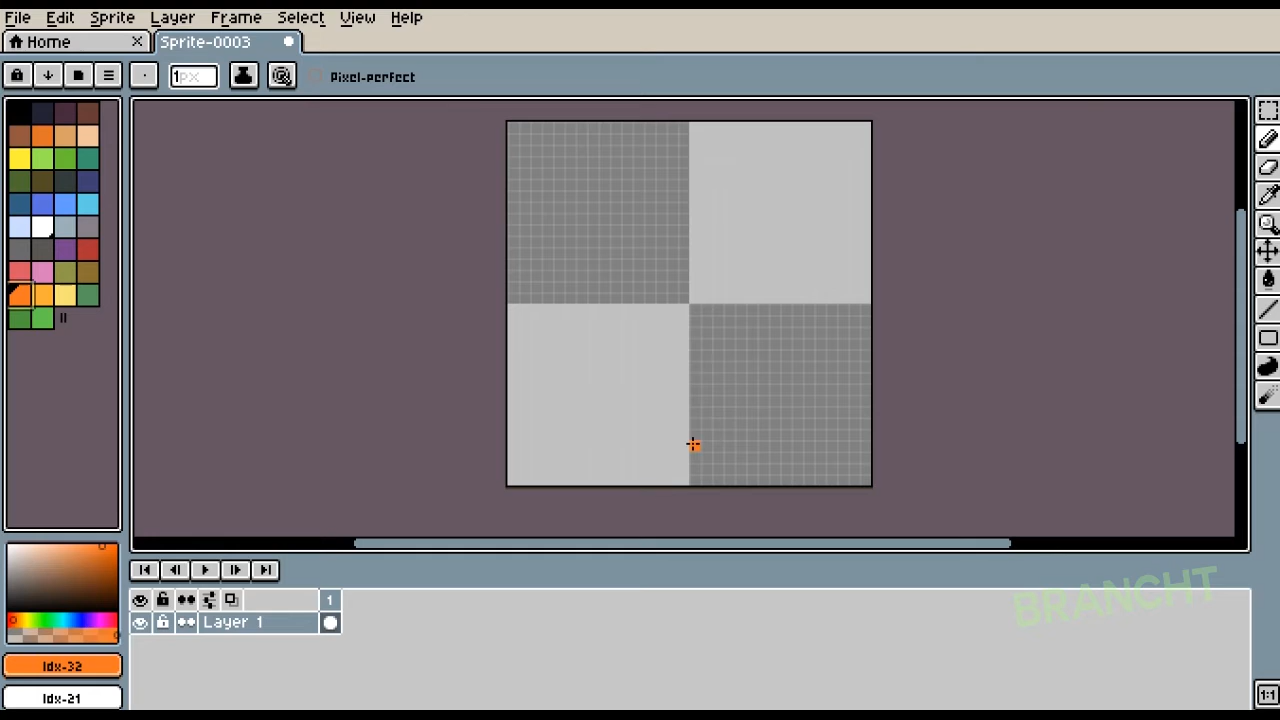 File Edit Sprite Layer Frame Select View Help
Home Sprite-0003
1px Pixel-perfect
1
Layer 1
BRANCHT
Idx-32
Idx-21
1:1